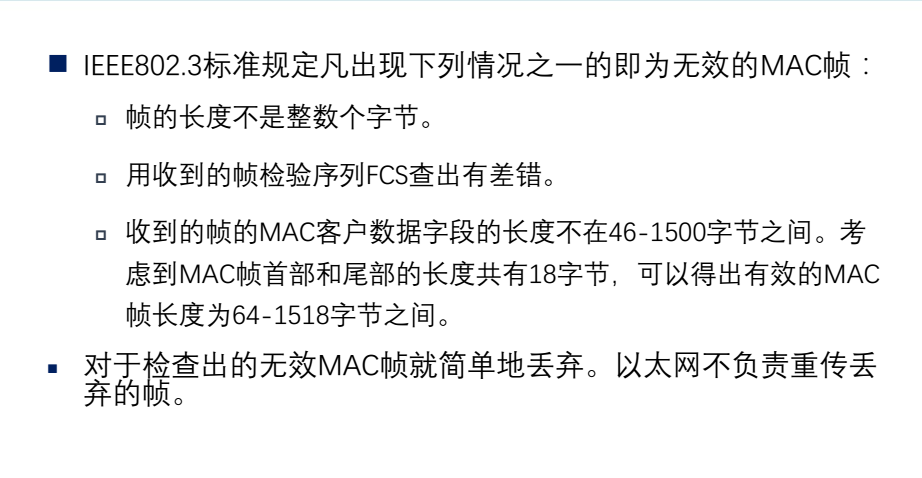 IEEE802.3标准规定凡出现下列情况之一的即为无效的MAC帧：
帧的长度不是整数个字节。
用收到的帧检验序列FCS查出有差错。
收到的帧的MAC客户数据字段的长度不在46-1500字节之间。考
虑到MAC帧首部和尾部的长度共有18字节，可以得出有效的MAC
帧长度为64-1518字节之间。
对于检查出的无效MAC帧就简单地丢弃。以太网不负责重传丢
弃的帧。